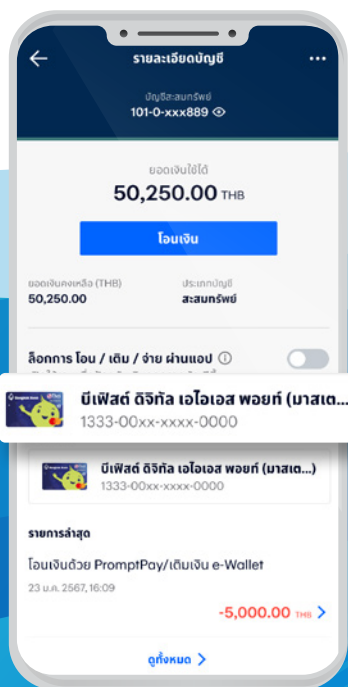 รายละเอียดบัญชี
บัญชีสะสมทรัพย์
101-0-xxx889
ยอดเงินใช้ได้
50,250.00 THB
โอนเงิน
ยอดเงินคงเหลือ (THB)
ประเภทบัญชี
50,250.00
สะสมทรัพย์
ล็อกการ โอน / เติม / จ่าย ผ่านแอป
บีเฟิสต์ ดิจิทัล เอไอเอส พอยท์ (มาสเต...
1333-00xx-xxxx-0000
บีเฟิสต์ ดิจิทัล เอไอเอส พอยท์ (มาสเต...)
1333-00xx-xxxx-0000
รายการล่าสุด
โอนเงินด้วย PromptPay/เติมเงิน e-Wallet
23 ม.ค. 2567, 16:09
-5,000.00 THB
ดูทั้งหมด